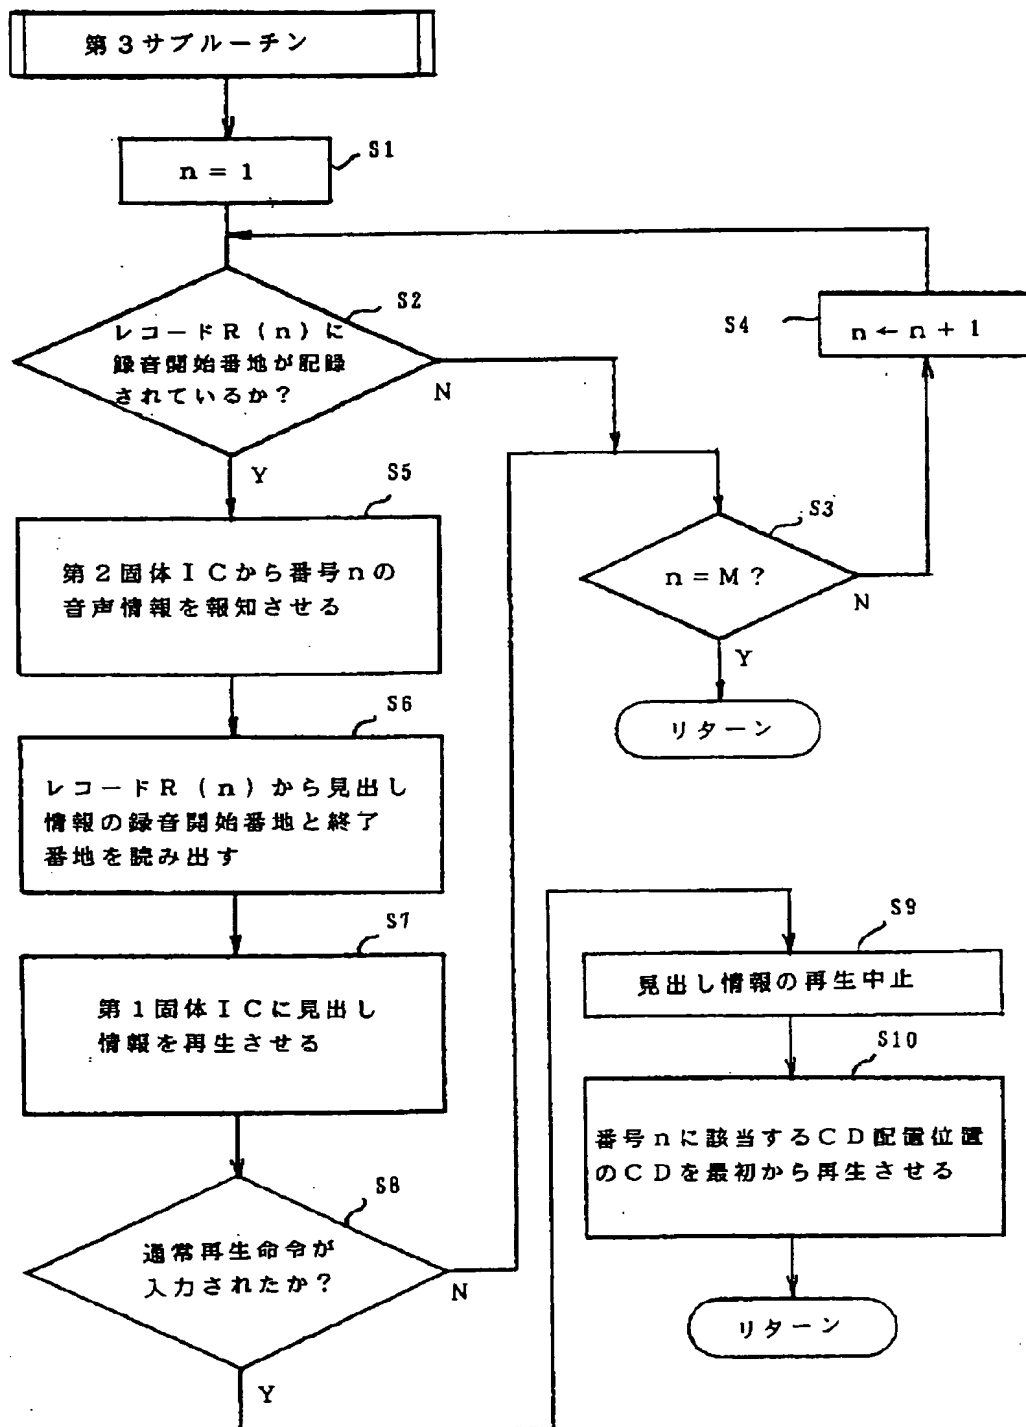 第3サブルーチン
S1
n = 1
S2
レコードR (n) に
録音開始番地が記録
されているか?
N
Y
S4
n ← n + 1
S3
n = M ?
N
Y
リターン
S5
第2固体ICから番号nの
音声情報を報知させる
S6
レコードR (n) から見出し
情報の録音開始番地と終了
番地を読み出す
S7
第1固体ICに見出し
情報を再生させる
S8
通常再生命令が
入力されたか?
N
Y
S9
見出し情報の再生中止
S10
番号nに該当するCD配置位置
のCDを最初から再生させる
リターン